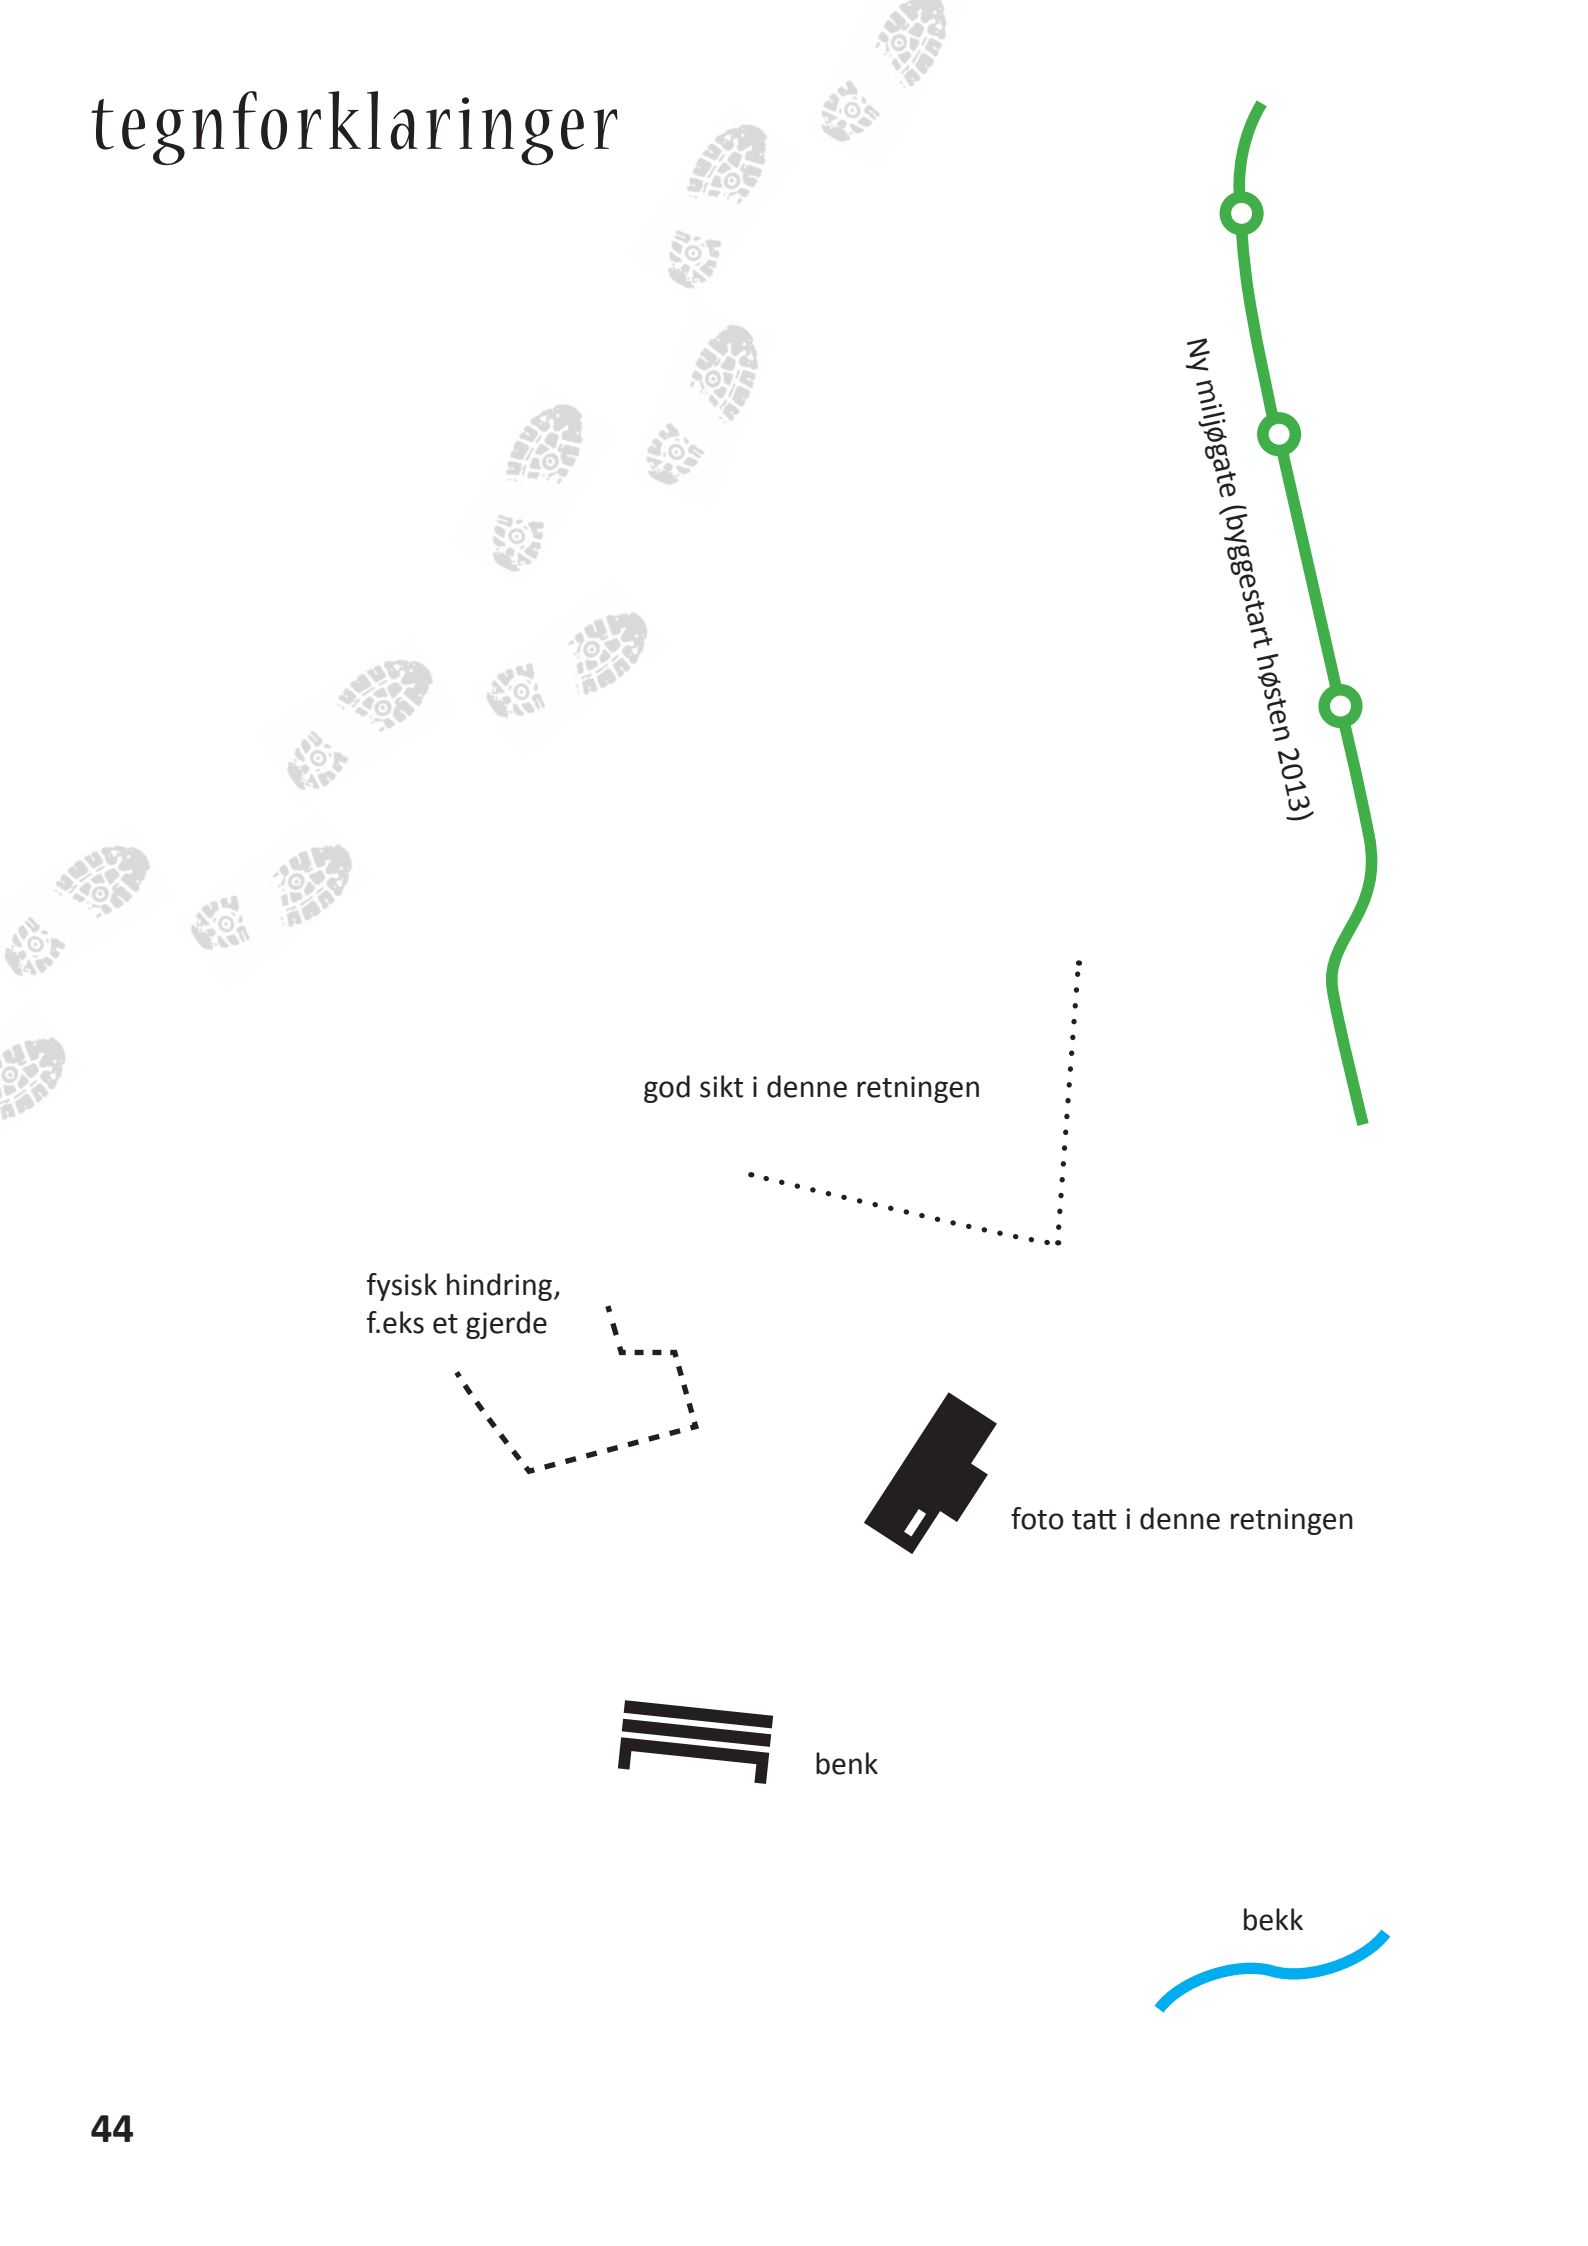 tegnforklaringer
Ny miljøgate (byggestart høsten 2013)
god sikt i denne retningen
fysisk hindring,
f.eks et gjerde
foto tatt i denne retningen
benk
bekk
44